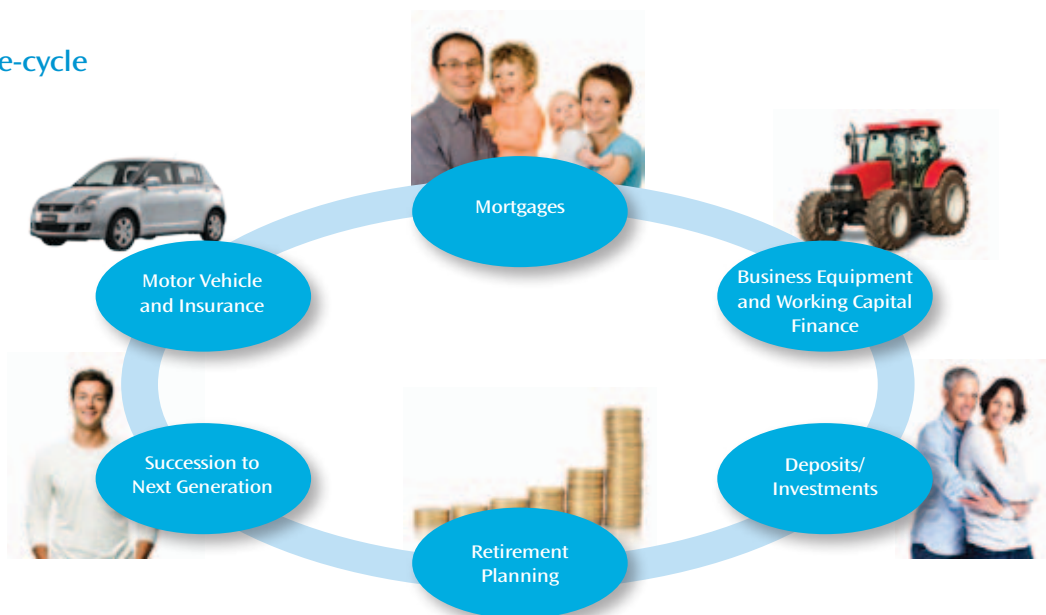 e-cycle
Mortgages
Motor Vehicle
and Insurance
Business Equipment
and Working Capital
Finance
Succession to
Next Generation
Deposits/
Investments
Retirement
Planning